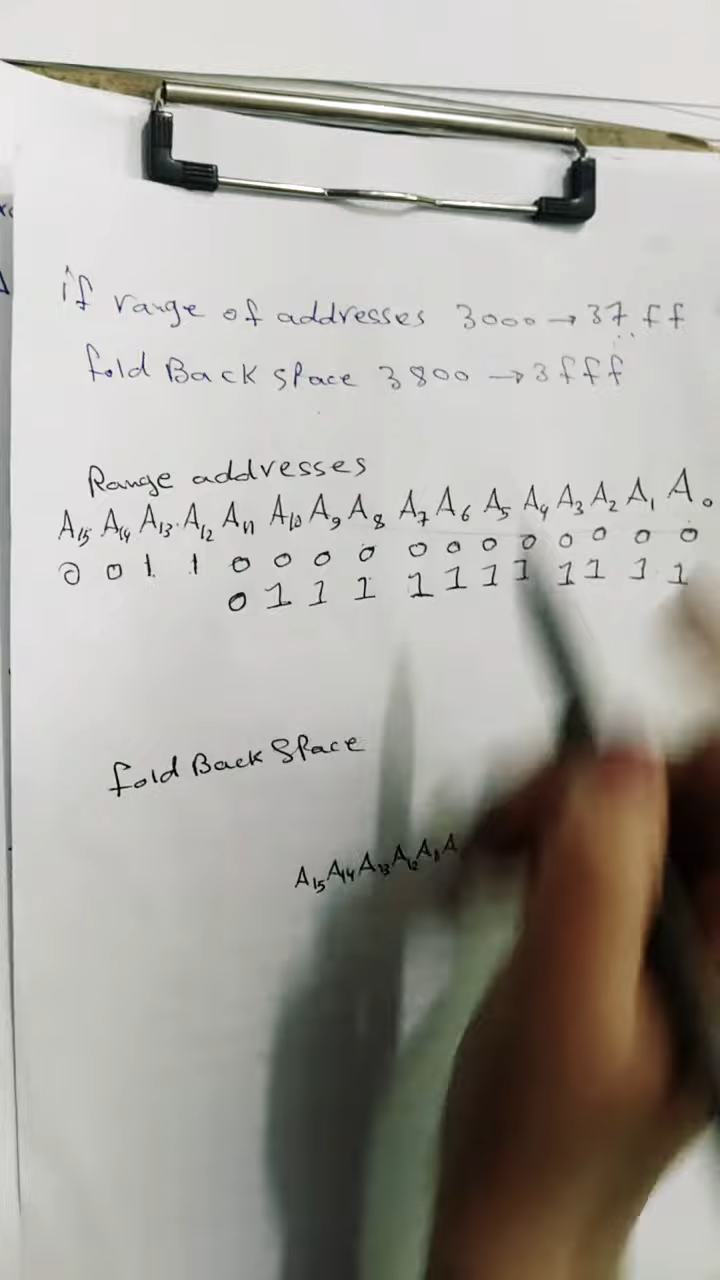 if range of addresses 3000 → 37ff
fold Back space 3800 → 3fff
Range addresses
A15 A14 A13 A12 A11 A10 A9 A8 A7 A6 A5 A4 A3 A2 A1 A0
0 0 1 1 0 0 0 0 0 0 0 0 0 0 0 0
0 1 1 1 1 1 1 1 1 1 1 1
fold Back Space
A15 A14 A13 A12 A11 A